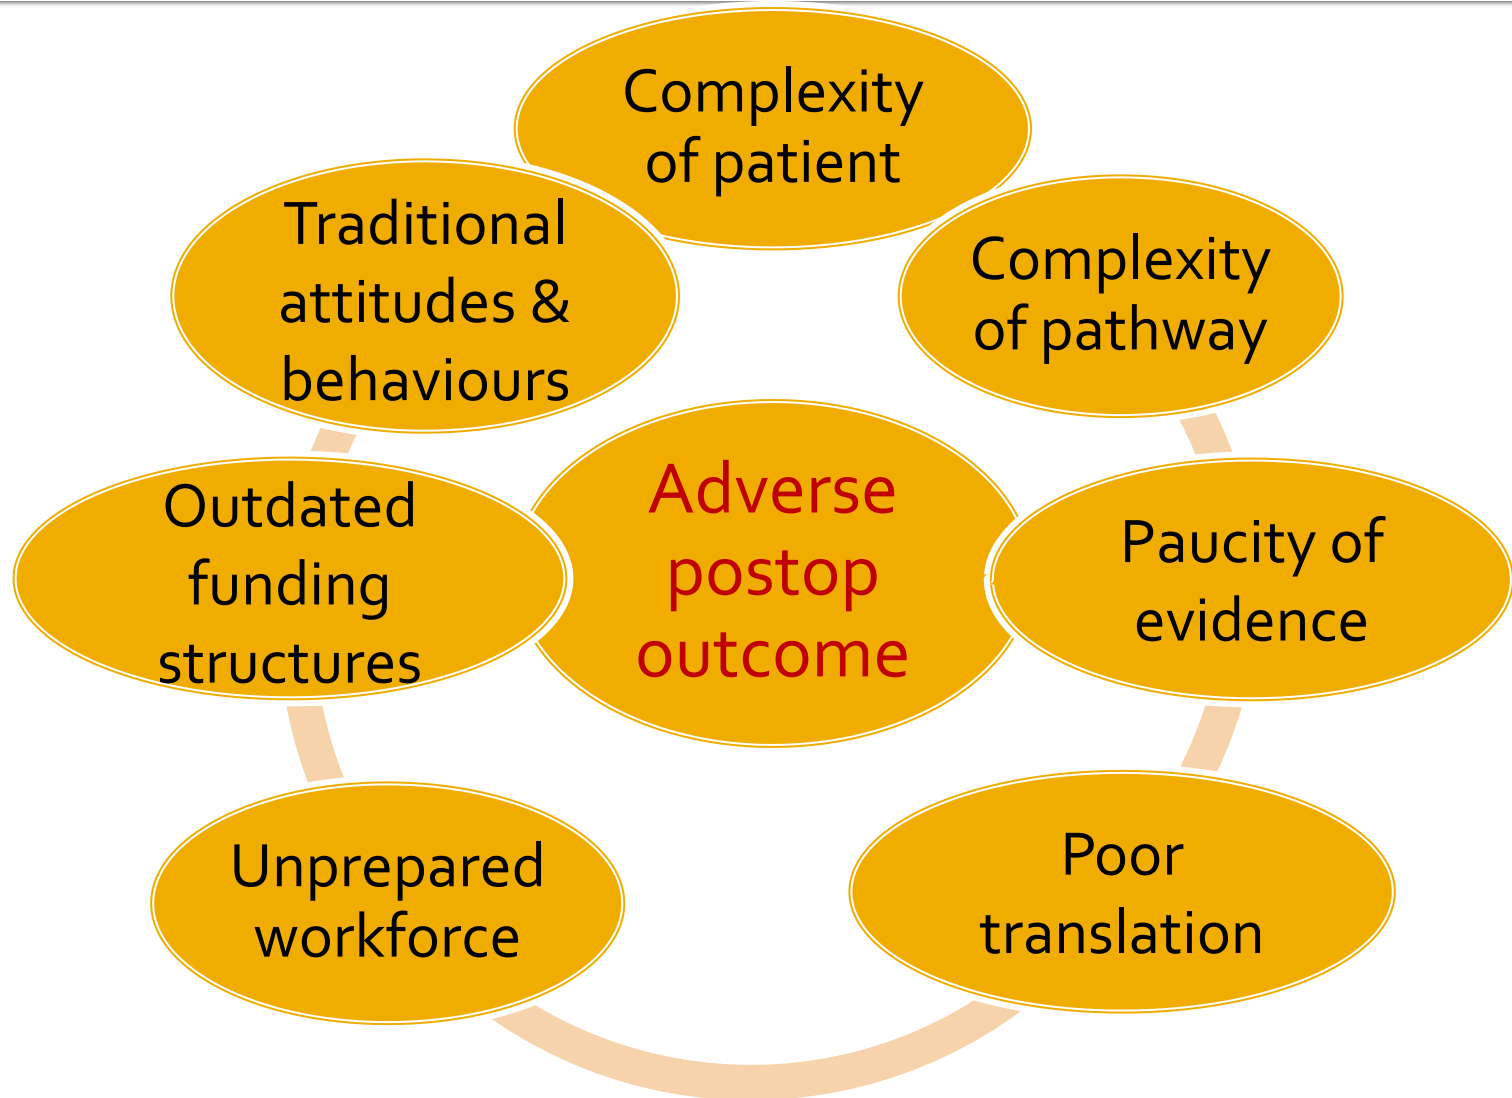 Complexity
of patient
Complexity
of pathway
Paucity of
evidence
Poor
translation
Unprepared
workforce
Outdated
funding
structures
Traditional
attitudes &
behaviours
Adverse
postop
outcome